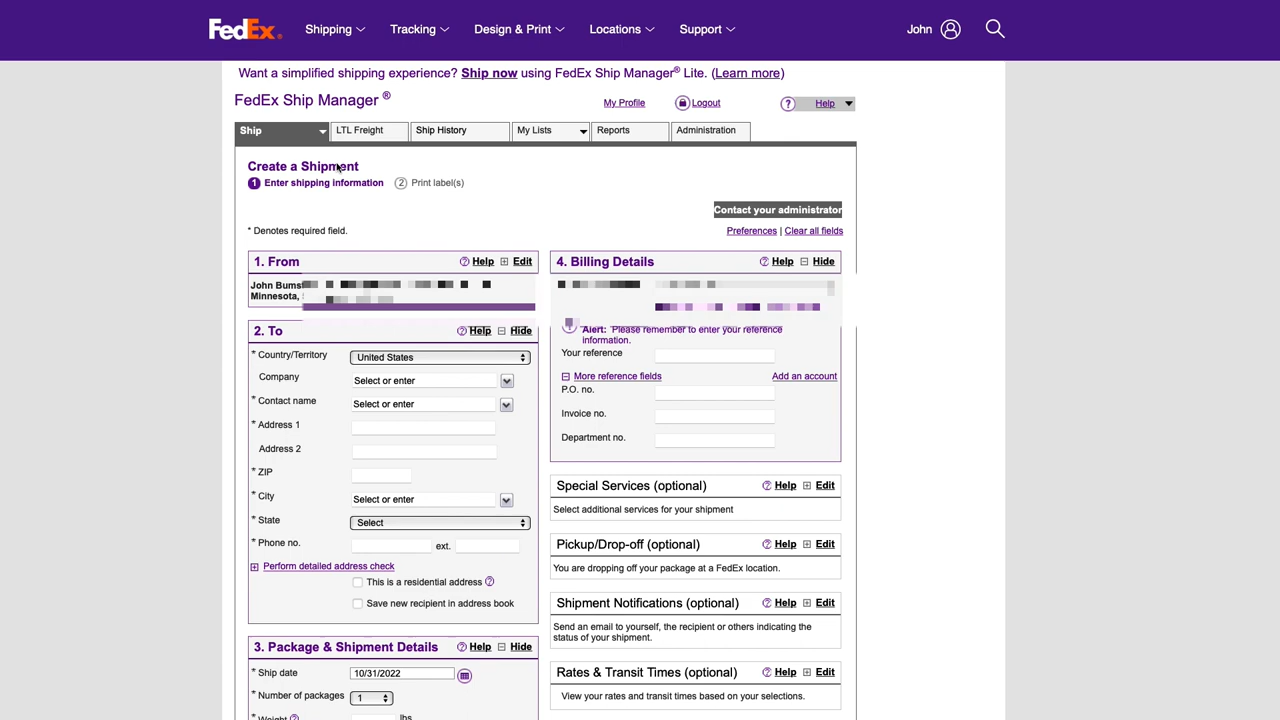 FedEx. Shipping Tracking Design & Print Locations Support John
Want a simplified shipping experience? Ship now using FedEx Ship Manager® Lite. (Learn more)
FedEx Ship Manager ®
My Profile Logout ? Help
Ship LTL Freight Ship History My Lists Reports Administration
Create a Shipment
1 Enter shipping information 2 Print label(s)
Contact your administrator
* Denotes required field.
Preferences | Clear all fields
1. From ? Help Edit
John Bums
Minnesota,
2. To ? Help Hide
* Country/Territory United States
Company Select or enter
* Contact name Select or enter
* Address 1
Address 2
* ZIP
* City Select or enter
* State Select
* Phone no. ext.
Perform detailed address check
This is a residential address ?
Save new recipient in address book
3. Package & Shipment Details ? Help Hide
* Ship date 10/31/2022
* Number of packages 1
* Weight ? lbs
4. Billing Details ? Help Hide
Alert: Please remember to enter your reference
information.
Your reference
More reference fields Add an account
P.O. no.
Invoice no.
Department no.
Special Services (optional) ? Help Edit
Select additional services for your shipment
Pickup/Drop-off (optional) ? Help Edit
You are dropping off your package at a FedEx location.
Shipment Notifications (optional) ? Help Edit
Send an email to yourself, the recipient or others indicating the
status of your shipment.
Rates & Transit Times (optional) ? Help Edit
View your rates and transit times based on your selections.